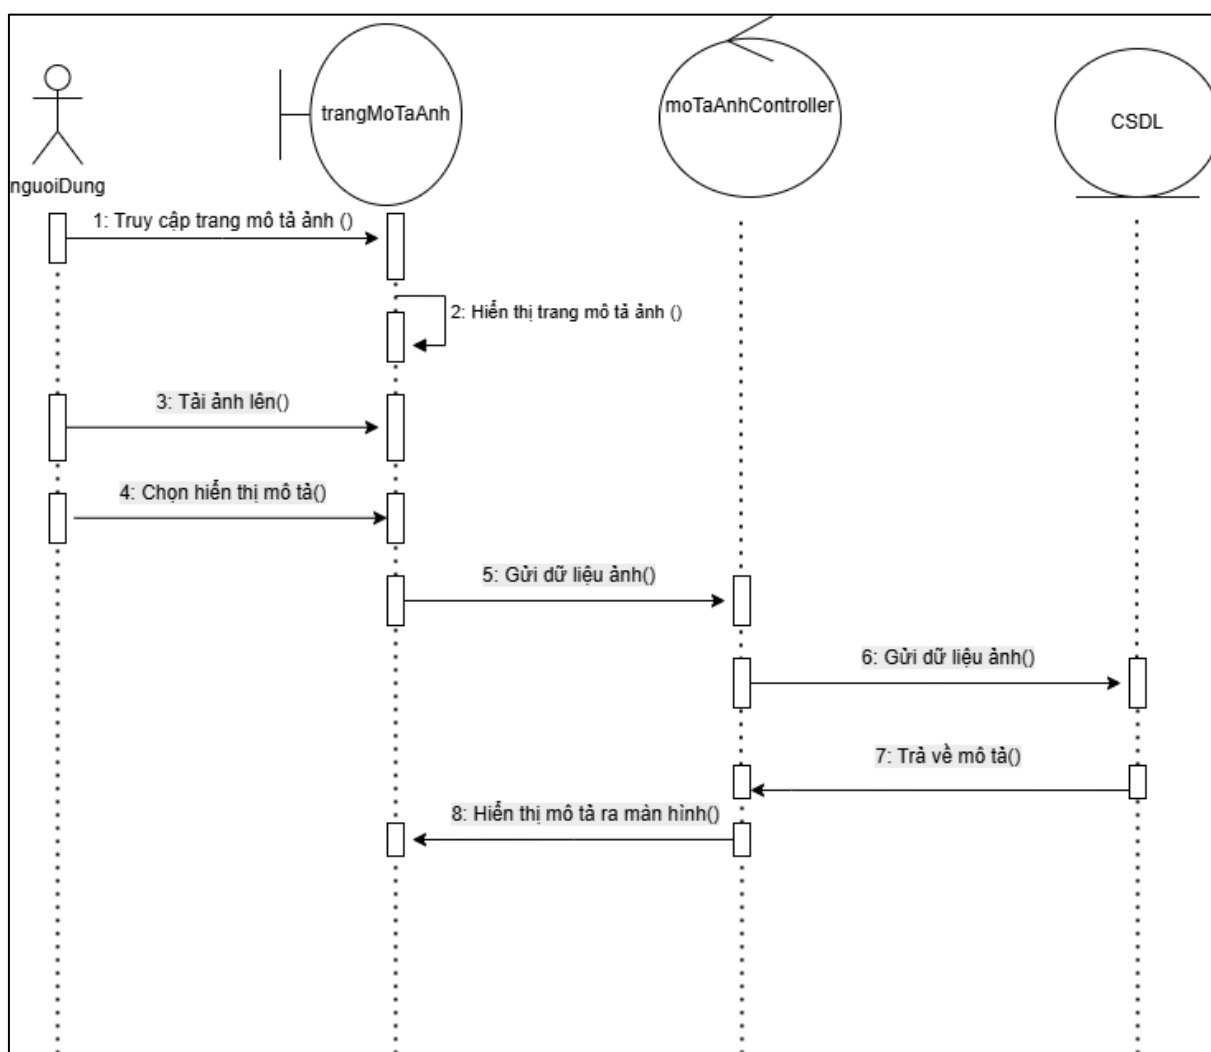 trangMoTaAnh
moTaAnhController
CSDL
nguoiDung
1: Truy cập trang mô tả ảnh ()
2: Hiển thị trang mô tả ảnh ()
3: Tải ảnh lên()
4: Chọn hiển thị mô tả()
5: Gửi dữ liệu ảnh()
6: Gửi dữ liệu ảnh()
7: Trả về mô tả()
8: Hiển thị mô tả ra màn hình()